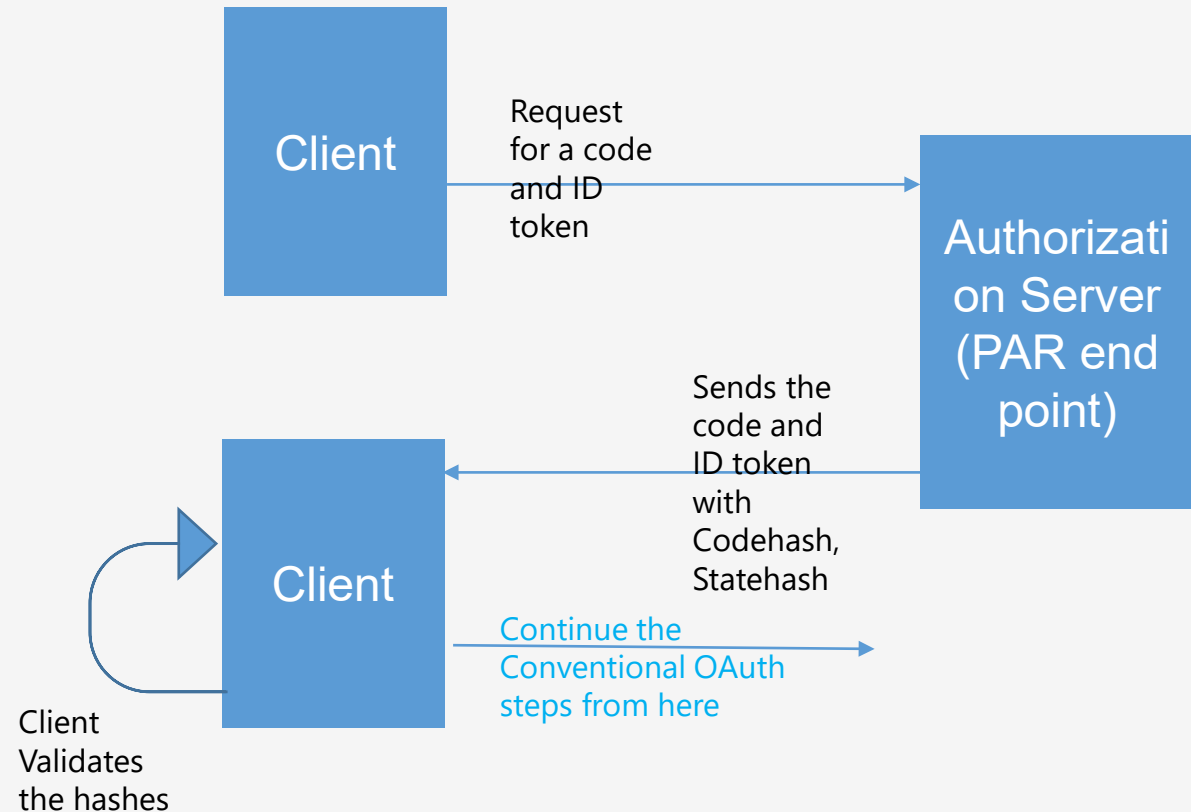 Client
Request
for a code
and ID
token
Authorizati
on Server
(PAR end
point)
Sends the
code and
ID token
with
Codehash,
Statehash
Client
Continue the
Conventional OAuth
steps from here
Client
Validates
the hashes